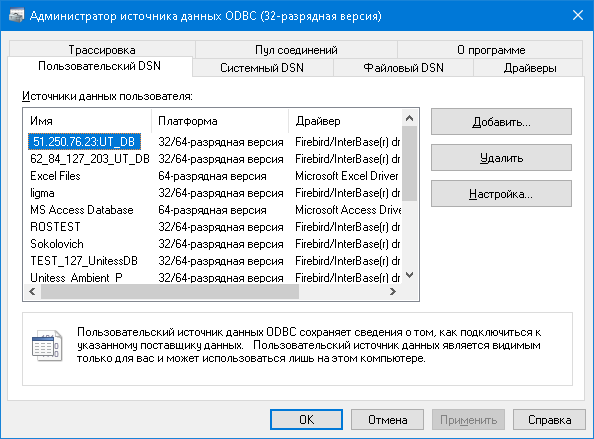 Администратор источника данных ODBC (32-разрядная версия)
Трассировка Пул соединений О программе
Пользовательский DSN Системный DSN Файловый DSN Драйверы
Источники данных пользователя:
Имя Платформа Драйвер
51.250.76.23:UT_DB 32/64-разрядная версия Firebird/InterBase(r) dr
62_84_127_203_UT_DB 32/64-разрядная версия Firebird/InterBase(r) dr
Excel Files 64-разрядная версия Microsoft Excel Driver
ligma 32/64-разрядная версия Firebird/InterBase(r) dr
MS Access Database 64-разрядная версия Microsoft Access Driv
ROSTEST 32/64-разрядная версия Firebird/InterBase(r) dr
Sokolovich 32/64-разрядная версия Firebird/InterBase(r) dr
TEST_127_UnitessDB 32/64-разрядная версия Firebird/InterBase(r) dr
Unitess_Ambient_P 32/64-разрядная версия Firebird/InterBase(r) dr
Добавить...
Удалить
Настройка...
Пользовательский источник данных ODBC сохраняет сведения о том, как подключиться к
указанному поставщику данных. Пользовательский источник данных является видимым
только для вас и может использоваться лишь на этом компьютере.
OK Отмена Применить Справка